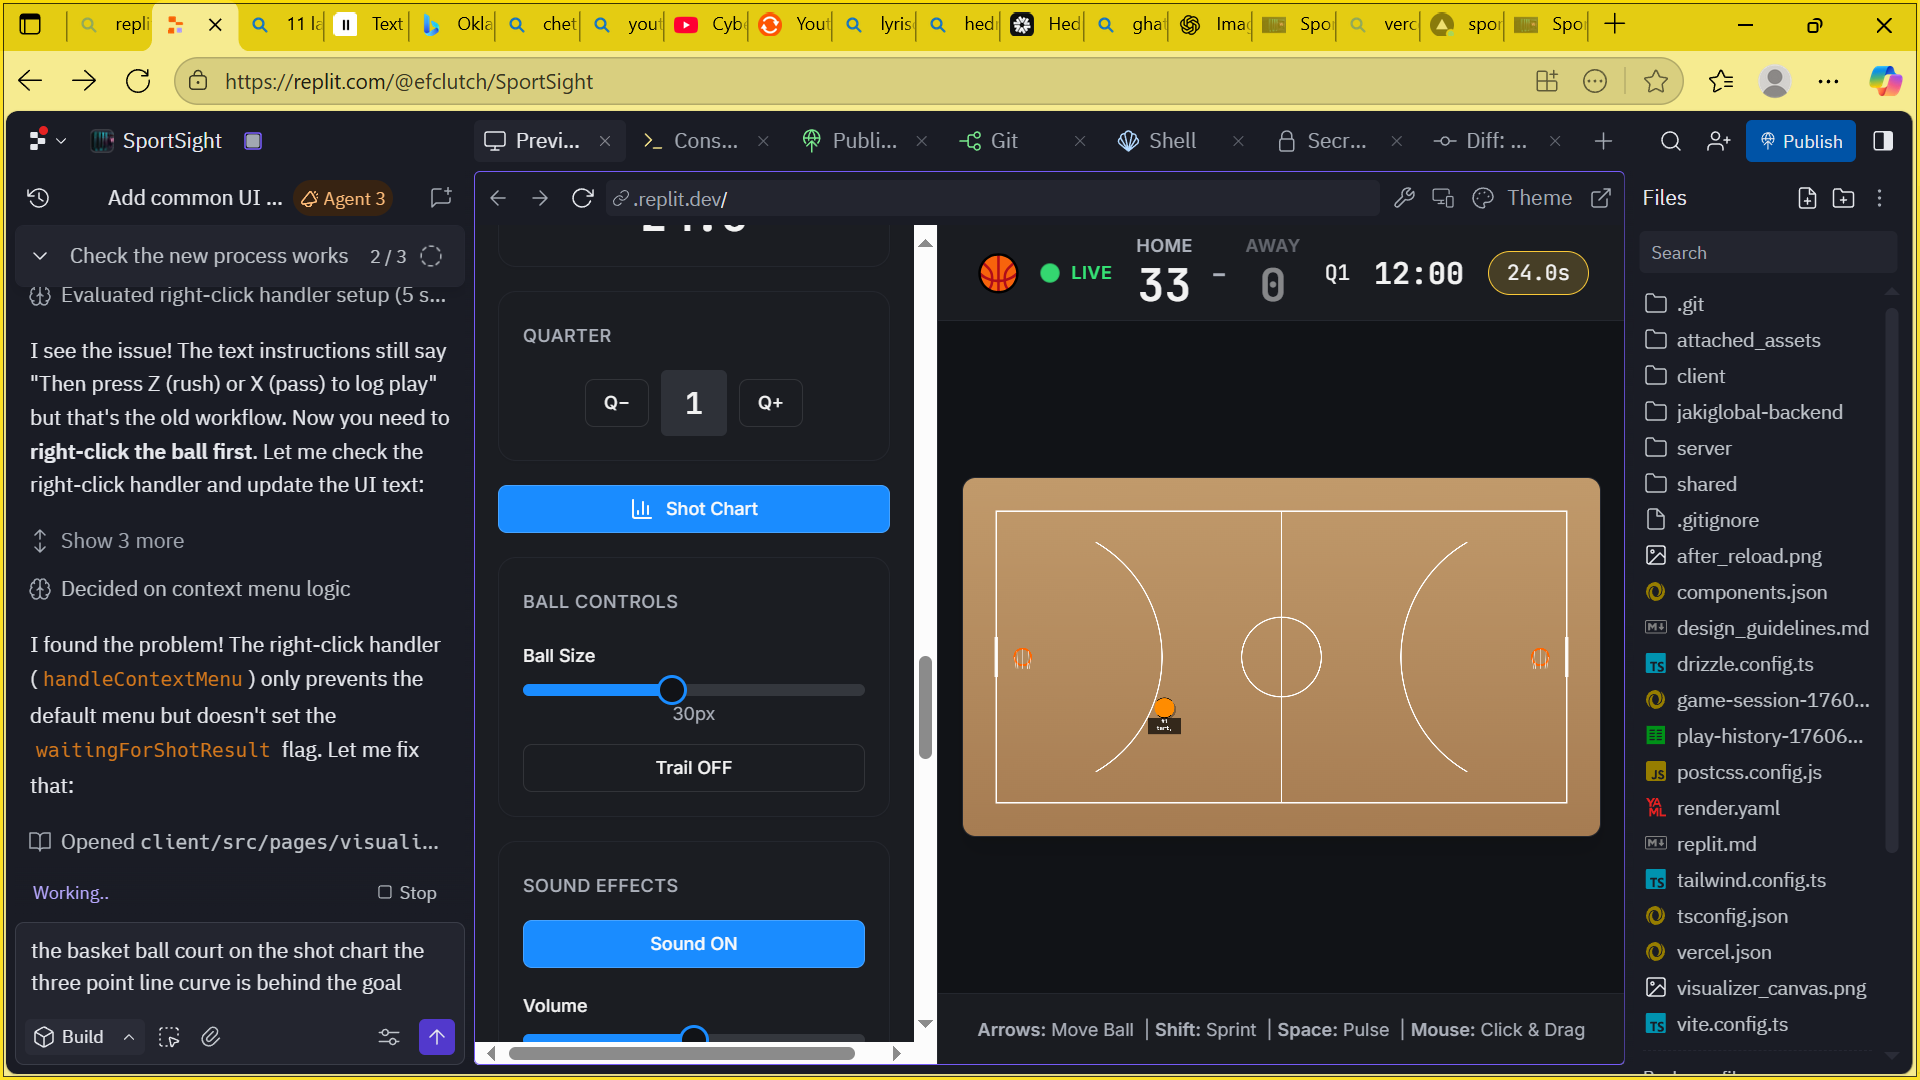 repli
11 la
Text
Okla
chet
yout
Cybe
Yout
lyris
hedr
Hed
ghat
Imag
Spor
verc
spor
Spor
https://replit.com/@efclutch/SportSight
SportSight
Previ...
Cons...
Publi...
Git
Shell
Secr...
Diff: ...
Publish
Add common UI ...
Agent 3
.replit.dev/
Theme
Files
Check the new process works 2 / 3
Evaluated right-click handler setup (5 s...
I see the issue! The text instructions still say
"Then press Z (rush) or X (pass) to log play"
but that's the old workflow. Now you need to
right-click the ball first. Let me check the
right-click handler and update the UI text:
Show 3 more
Decided on context menu logic
I found the problem! The right-click handler
( handleContextMenu ) only prevents the
default menu but doesn't set the
waitingForShotResult flag. Let me fix
that:
Opened client/src/pages/visuali...
Working..
Stop
the basket ball court on the shot chart the
three point line curve is behind the goal
Build
QUARTER
Q−
1
Q+
Shot Chart
BALL CONTROLS
Ball Size
30px
Trail OFF
SOUND EFFECTS
Sound ON
Volume
LIVE
HOME
33
-
AWAY
0
Q1
12:00
24.0s
#1
Arrows: Move Ball | Shift: Sprint | Space: Pulse | Mouse: Click & Drag
Search
.git
attached_assets
client
jakiglobal-backend
server
shared
.gitignore
after_reload.png
components.json
design_guidelines.md
drizzle.config.ts
game-session-1760...
play-history-17606...
postcss.config.js
render.yaml
replit.md
tailwind.config.ts
tsconfig.json
vercel.json
visualizer_canvas.png
vite.config.ts